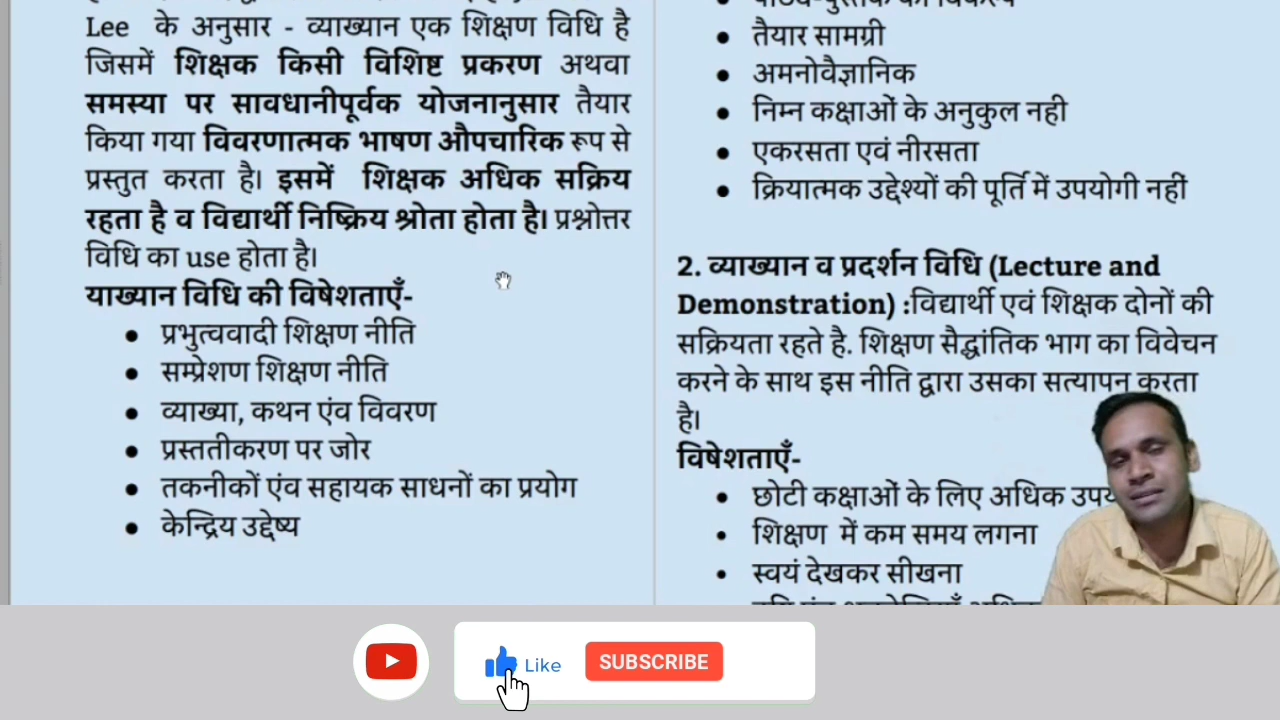 Lee के अनुसार - व्याख्यान एक शिक्षण विधि है
जिसमें शिक्षक किसी विशिष्ट प्रकरण अथवा
समस्या पर सावधानीपूर्वक योजनानुसार तैयार
किया गया विवरणात्मक भाषण औपचारिक रूप से
प्रस्तुत करता है। इसमें शिक्षक अधिक सक्रिय
रहता है व विद्यार्थी निष्क्रिय श्रोता होता है। प्रश्नोत्तर
विधि का use होता है।
याख्यान विधि की विषेशताएँ-
• प्रभुत्ववादी शिक्षण नीति
• सम्प्रेशण शिक्षण नीति
• व्याख्या, कथन एंव विवरण
• प्रस्ततीकरण पर जोर
• तकनीकों एंव सहायक साधनों का प्रयोग
• केन्द्रिय उद्देष्य
• तैयार सामग्री
• अमनोवैज्ञानिक
• निम्न कक्षाओं के अनुकुल नही
• एकरसता एवं नीरसता
• क्रियात्मक उद्देश्यों की पूर्ति में उपयोगी नहीं
2. व्याख्यान व प्रदर्शन विधि (Lecture and
Demonstration) :विद्यार्थी एवं शिक्षक दोनों की
सक्रियता रहते है. शिक्षण सैद्धांतिक भाग का विवेचन
करने के साथ इस नीति द्वारा उसका सत्यापन करता
है।
विषेशताएँ-
• छोटी कक्षाओं के लिए अधिक
• शिक्षण में कम समय लगना
• स्वयं देखकर सीखना
Like
SUBSCRIBE